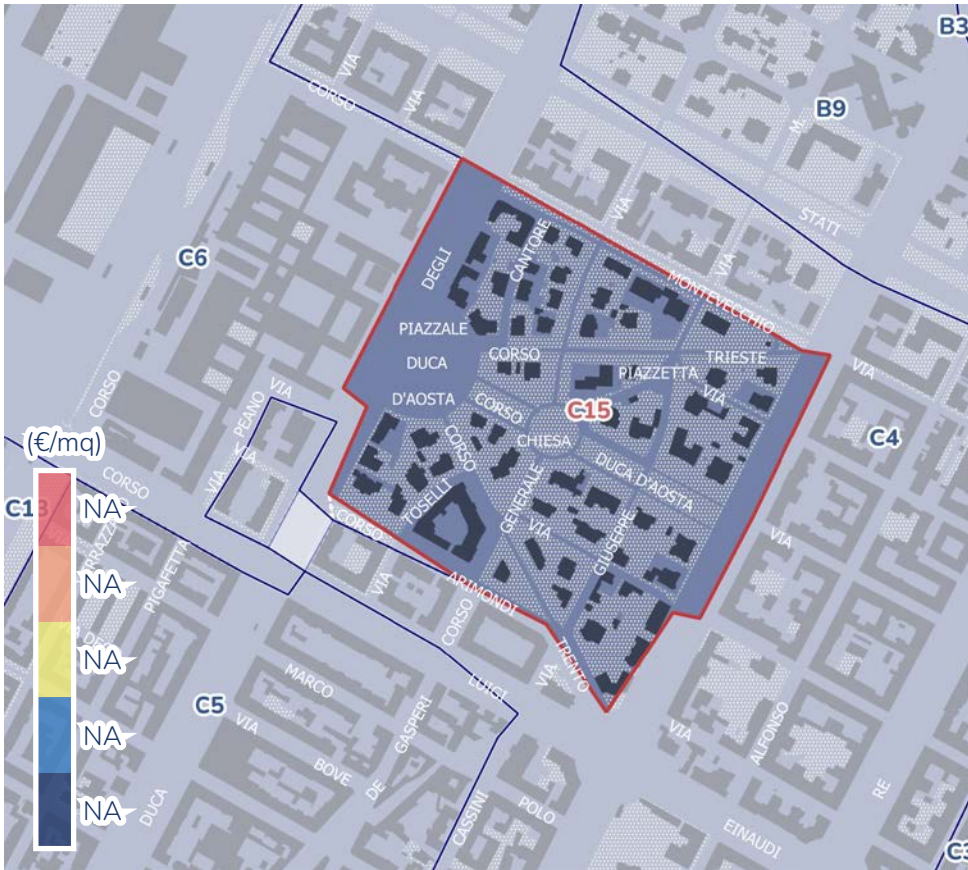 B3
VIA
CORSO
VIA
B9
M.
STATI
VIA
VIA
C6
DEGLI
CANTORE
MONTEVECCHIO
PIAZZALE
DUCA
D'AOSTA
CORSO
TRIESTE
PIAZZETTA
VIA
VIA
CORSO
VIA
PEANO
VIA
VIA
CORSO
C15
CHIESA
C4
CORSO
DUCA D'AOSTA
(€/mq)
NA
NA
NA
NA
NA
CORSO
TOSELLI
GENERALE
VIA
GIUSEPPE
VIA
CORSO
PIGAFETTA
VIA
ARIMONDI
CORSO
TRENTO
VIA
LUIGI
MARCO
C5
VIA
GASPERI
DE
BOVE
DUCA
CASSINI
POLO
VIA
ALFONSO
RE
EINAUDI